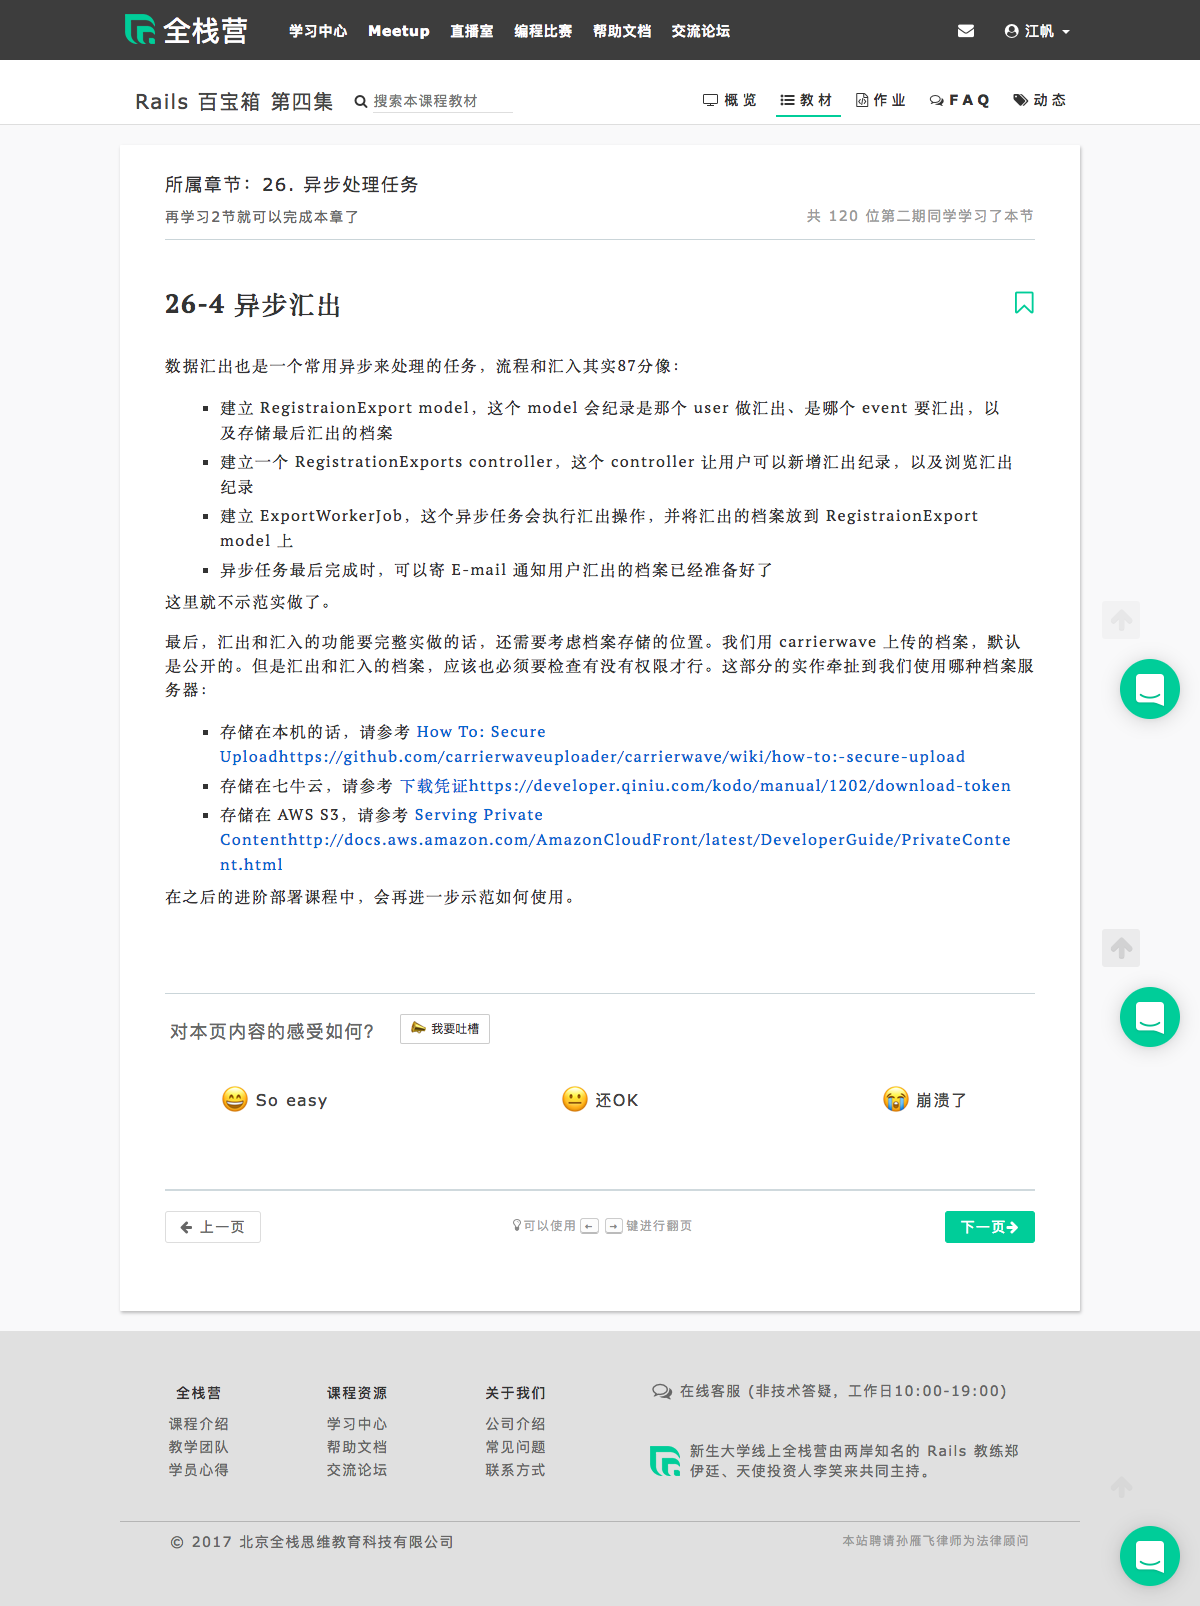 全栈营
学习中心 Meetup 直播室 编程比赛 帮助文档 交流论坛
江帆
Rails 百宝箱 第四集
搜索本课程教材
概览 教材 作业 FAQ 动态
所属章节：26. 异步处理任务
再学习2节就可以完成本章了
共 120 位第二期同学学习了本节
26-4 异步汇出
数据汇出也是一个常用异步来处理的任务，流程和汇入其实87分像：
建立 RegistraionExport model，这个 model 会纪录是那个 user 做汇出、是哪个 event 要汇出，以
及存储最后汇出的档案
建立一个 RegistrationExports controller，这个 controller 让用户可以新增汇出纪录，以及浏览汇出
纪录
建立 ExportWorkerJob，这个异步任务会执行汇出操作，并将汇出的档案放到 RegistraionExport
model 上
异步任务最后完成时，可以寄 E-mail 通知用户汇出的档案已经准备好了
这里就不示范实做了。
最后，汇出和汇入的功能要完整实做的话，还需要考虑档案存储的位置。我们用 carrierwave 上传的档案，默认
是公开的。但是汇出和汇入的档案，应该也必须要检查有没有权限才行。这部分的实作牵扯到我们使用哪种档案服
务器：
存储在本机的话，请参考 How To: Secure
Uploadhttps://github.com/carrierwaveuploader/carrierwave/wiki/how-to:-secure-upload
存储在七牛云，请参考 下载凭证https://developer.qiniu.com/kodo/manual/1202/download-token
存储在 AWS S3，请参考 Serving Private
Contenthttp://docs.aws.amazon.com/AmazonCloudFront/latest/DeveloperGuide/PrivateConte
nt.html
在之后的进阶部署课程中，会再进一步示范如何使用。
对本页内容的感受如何？
我要吐槽
So easy
还OK
崩溃了
上一页
可以使用 ← → 键进行翻页
下一页
全栈营
课程介绍
教学团队
学员心得
课程资源
学习中心
帮助文档
交流论坛
关于我们
公司介绍
常见问题
联系方式
在线客服 (非技术答疑，工作日10:00-19:00)
新生大学线上全栈营由两岸知名的 Rails 教练郑
伊廷、天使投资人李笑来共同主持。
© 2017 北京全栈思维教育科技有限公司
本站聘请孙雁飞律师为法律顾问